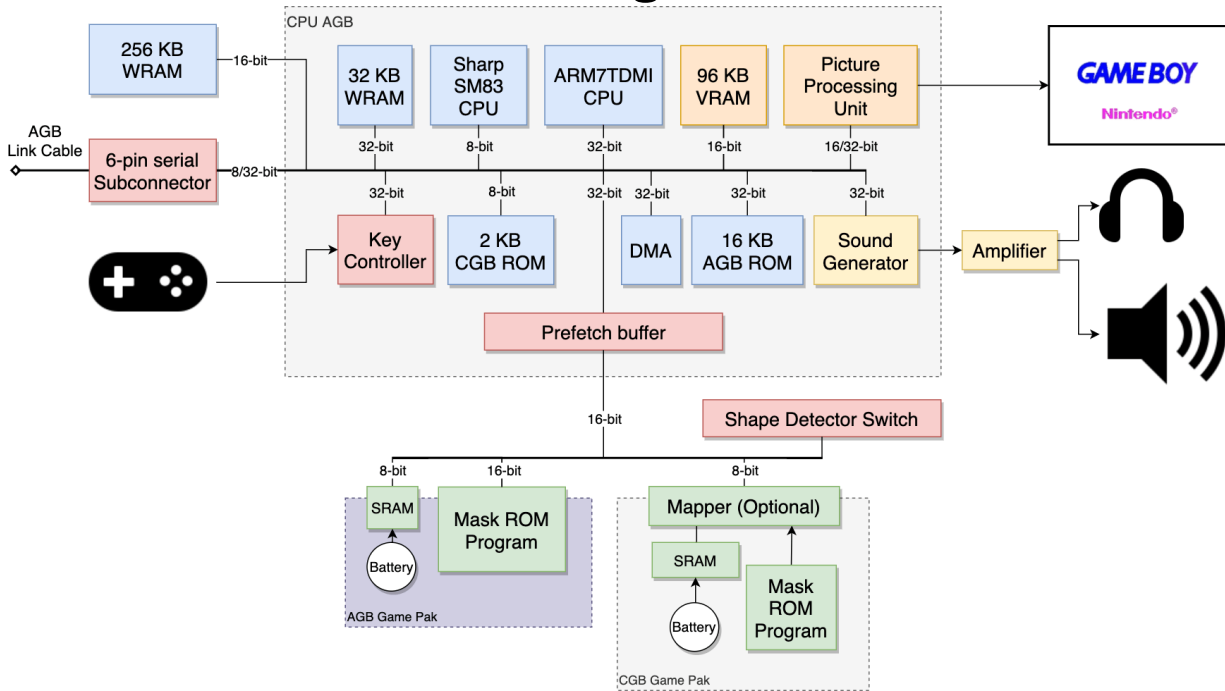 CPU AGB
256 KB
WRAM
16-bit
32 KB
WRAM
Sharp
SM83
CPU
ARM7TDMI
CPU
96 KB
VRAM
Picture
Processing
Unit
GAME BOY
Nintendo®
32-bit
8-bit
32-bit
16-bit
16/32-bit
AGB
Link Cable
6-pin serial
Subconnector
8/32-bit
32-bit
8-bit
32-bit
32-bit
32-bit
32-bit
Key
Controller
2 KB
CGB ROM
DMA
16 KB
AGB ROM
Sound
Generator
Amplifier
Prefetch buffer
16-bit
Shape Detector Switch
8-bit
16-bit
8-bit
SRAM
Mask ROM
Program
Battery
AGB Game Pak
Mapper (Optional)
SRAM
Battery
Mask
ROM
Program
CGB Game Pak